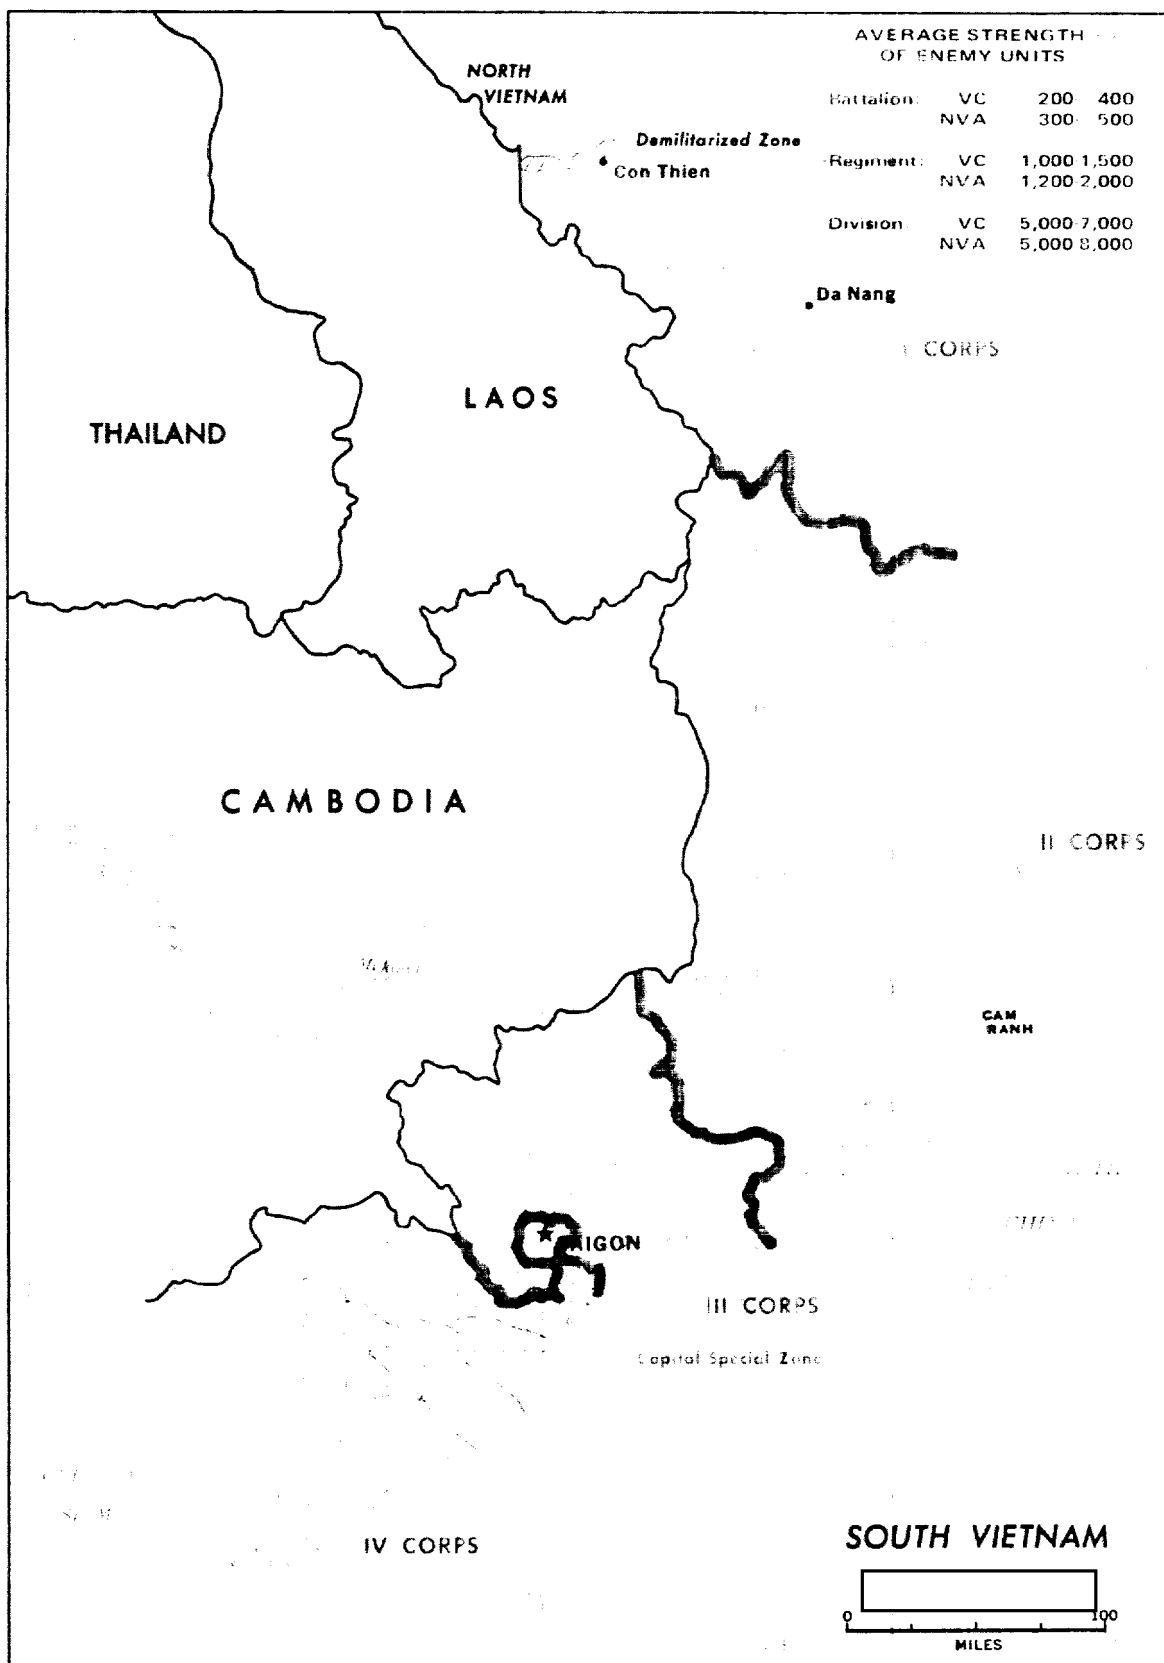 AVERAGE STRENGTH
OF ENEMY UNITS
Battalion: VC 200 400
NVA 300- 500
Regiment: VC 1,000-1,500
NVA 1,200-2,000
Division VC 5,000-7,000
NVA 5,000 8,000
NORTH
VIETNAM
Demilitarized Zone
Con Thien
Da Nang
I CORPS
LAOS
THAILAND
CAMBODIA
II CORPS
CAM
RANH
AIGON
III CORPS
Capital Special Zone
IV CORPS
SOUTH VIETNAM
0 100
MILES